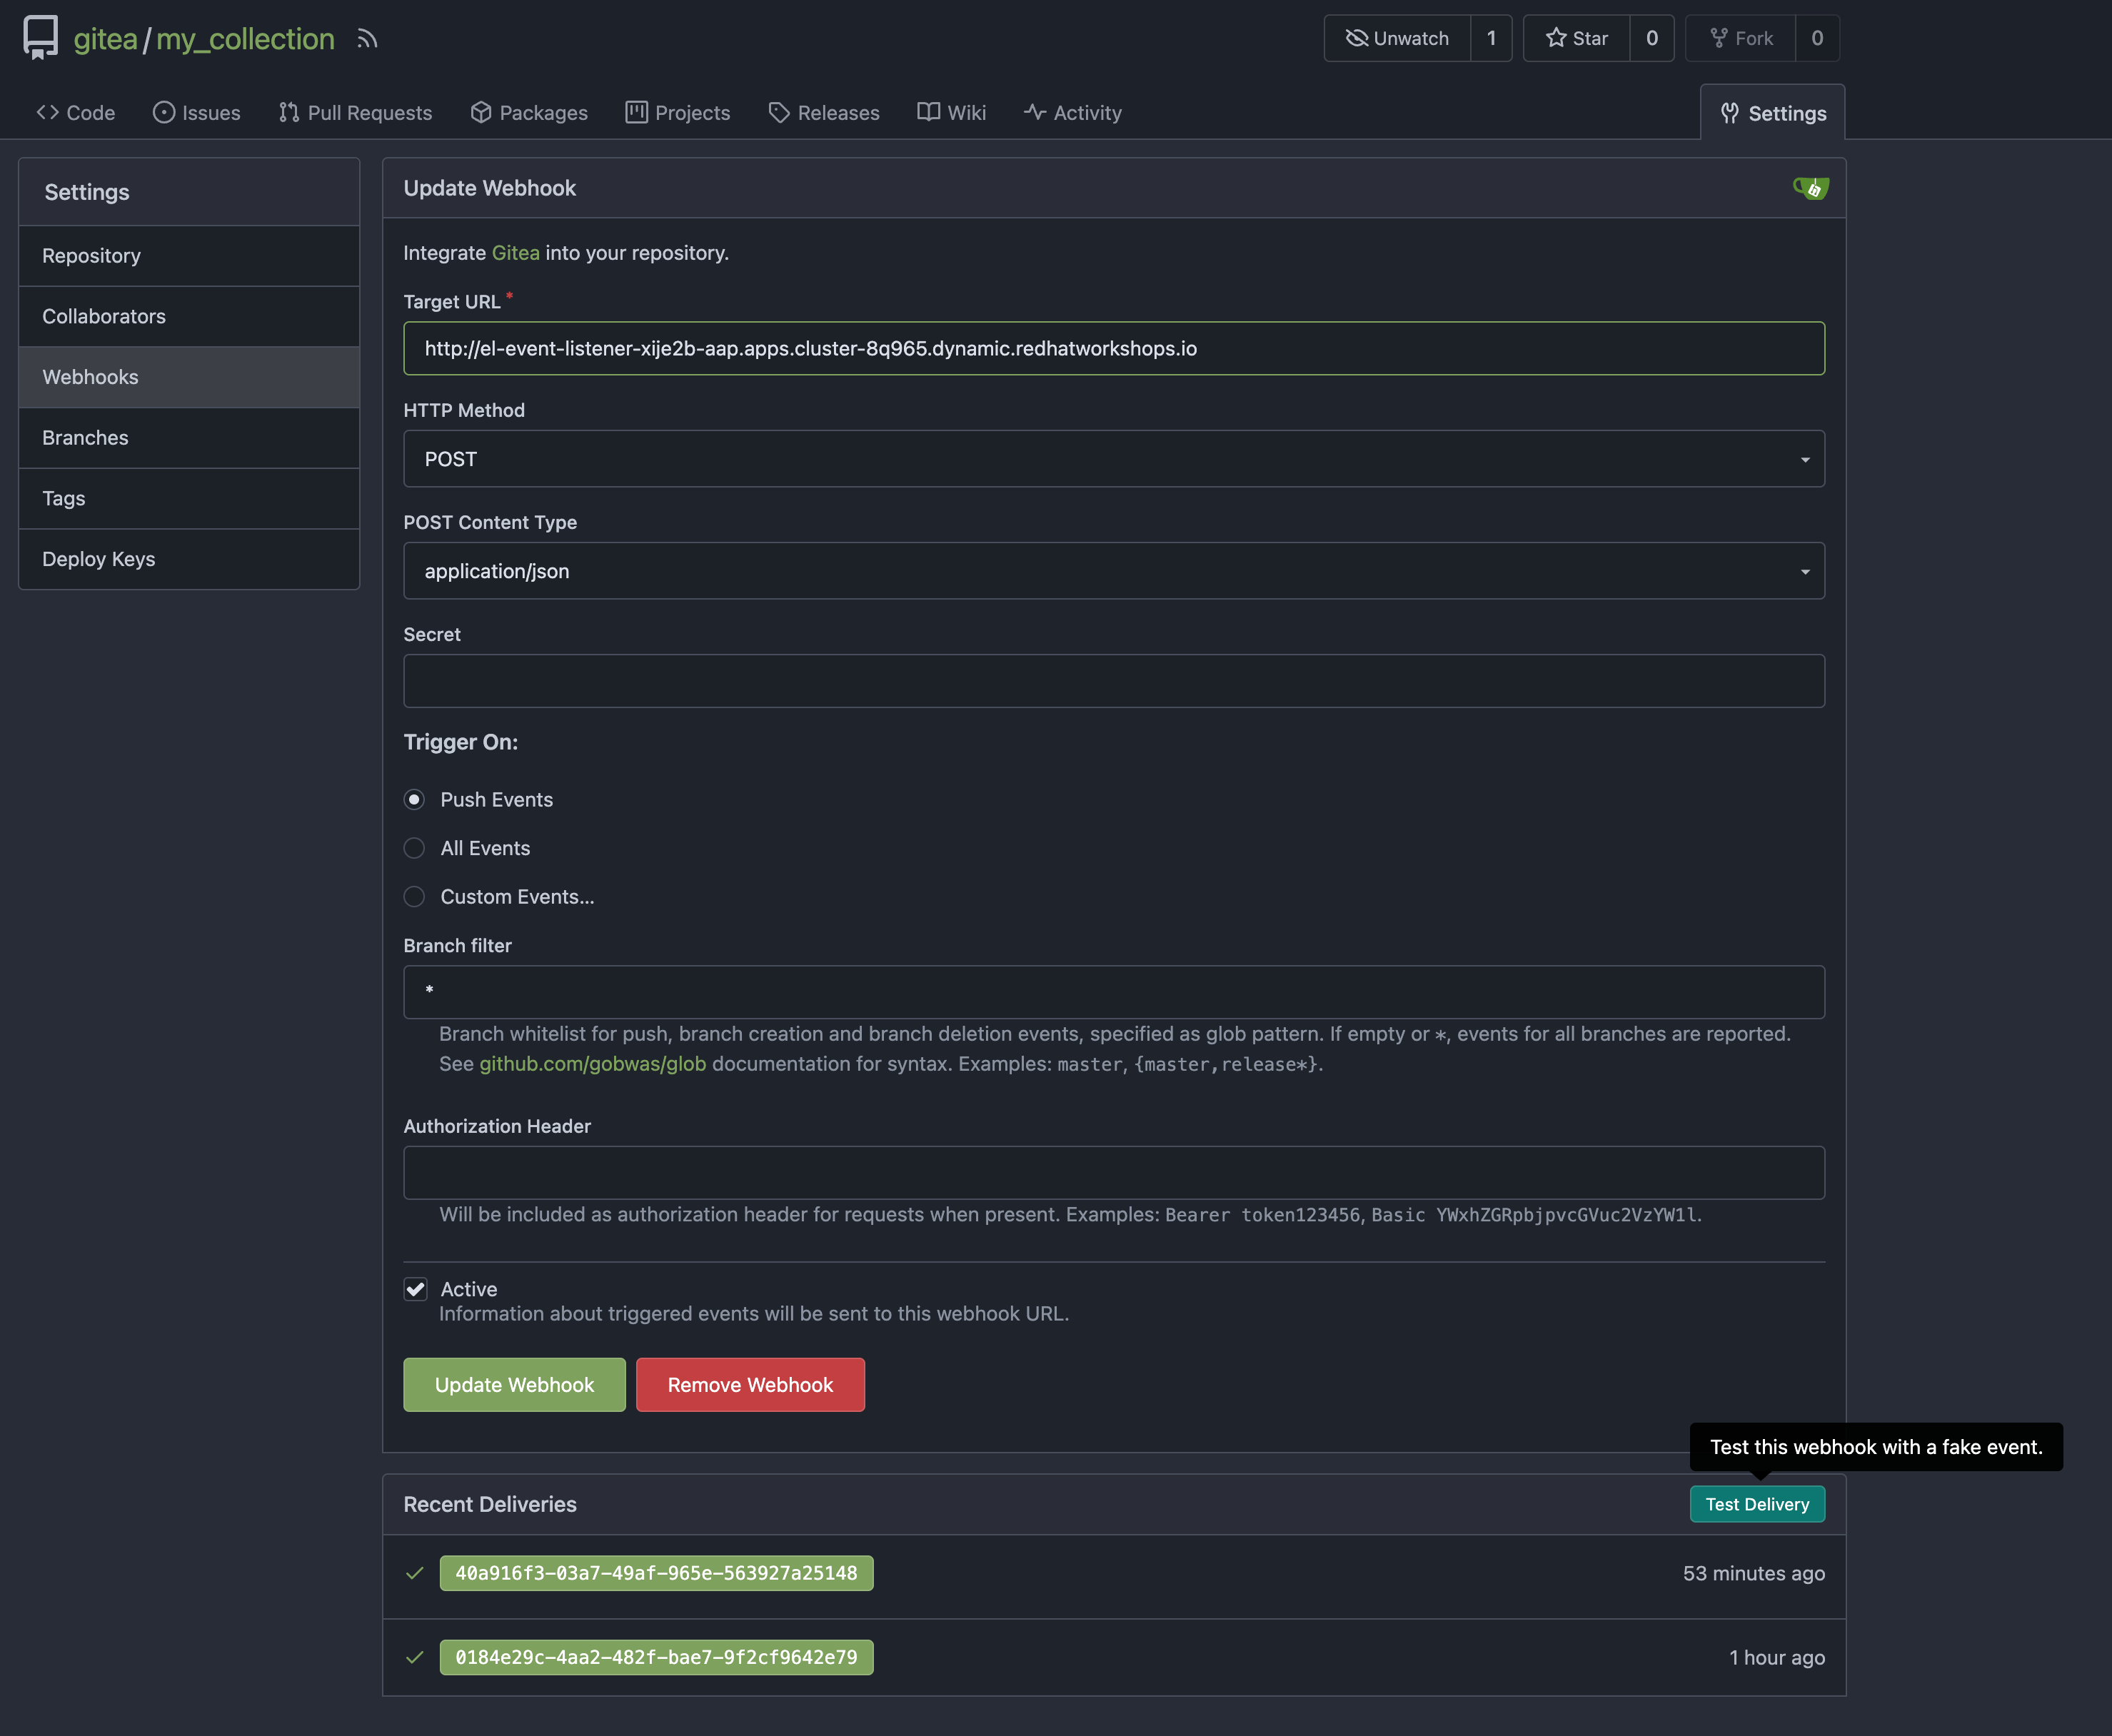 gitea/my_collection
Unwatch 1 Star 0 Fork 0
Code Issues Pull Requests Packages Projects Releases Wiki Activity Settings
Settings
Repository
Collaborators
Webhooks
Branches
Tags
Deploy Keys
Update Webhook
Integrate Gitea into your repository.
Target URL *
http://el-event-listener-xije2b-aap.apps.cluster-8q965.dynamic.redhatworkshops.io
HTTP Method
POST
POST Content Type
application/json
Secret
Trigger On:
Push Events
All Events
Custom Events...
Branch filter
*
Branch whitelist for push, branch creation and branch deletion events, specified as glob pattern. If empty or *, events for all branches are reported.
See github.com/gobwas/glob documentation for syntax. Examples: master, {master,release*}.
Authorization Header
Will be included as authorization header for requests when present. Examples: Bearer token123456, Basic YWxhZGRpbjpvcGVuc2VzYW1l.
Active
Information about triggered events will be sent to this webhook URL.
Update Webhook Remove Webhook
Test this webhook with a fake event.
Recent Deliveries Test Delivery
40a916f3-03a7-49af-965e-563927a25148 53 minutes ago
0184e29c-4aa2-482f-bae7-9f2cf9642e79 1 hour ago